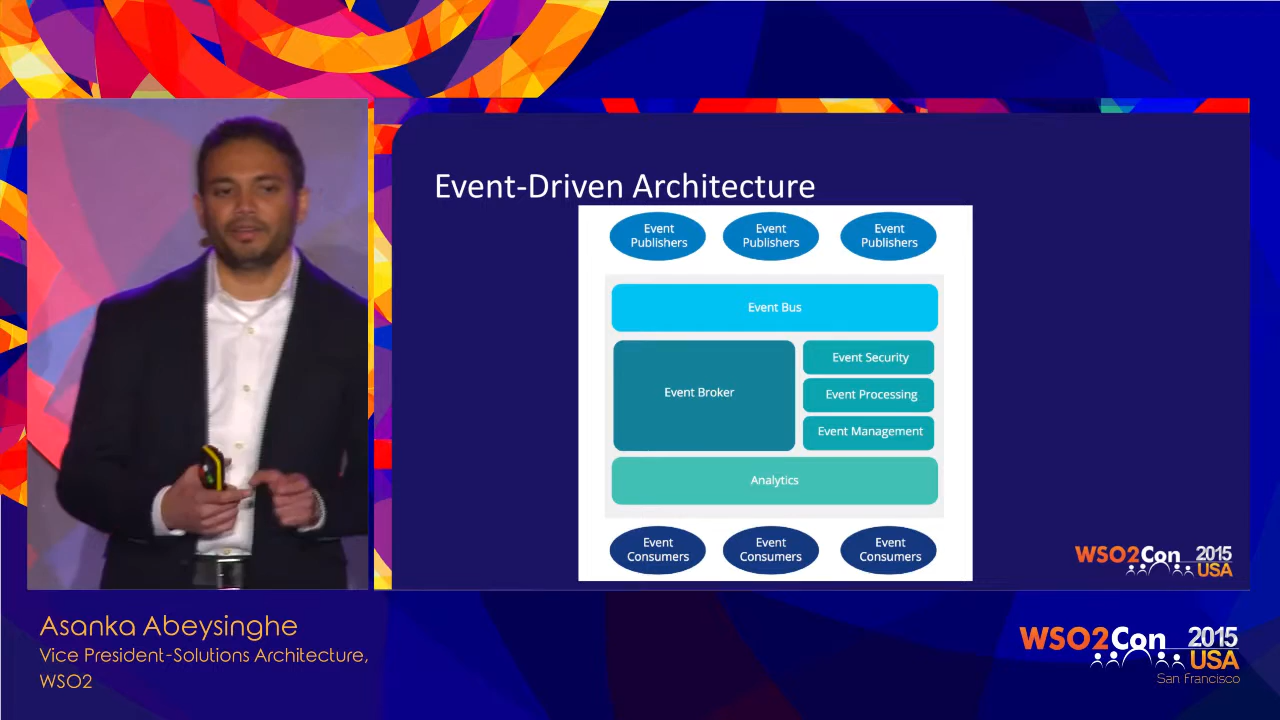 Event-Driven Architecture
Event
Publishers
Event
Publishers
Event
Publishers
Event Bus
Event Broker
Event Security
Event Processing
Event Management
Analytics
Event
Consumers
Event
Consumers
Event
Consumers
WSO2Con 2015
USA
Asanka Abeysinghe
Vice President-Solutions Architecture,
WSO2
WSO2Con 2015
USA
San Francisco